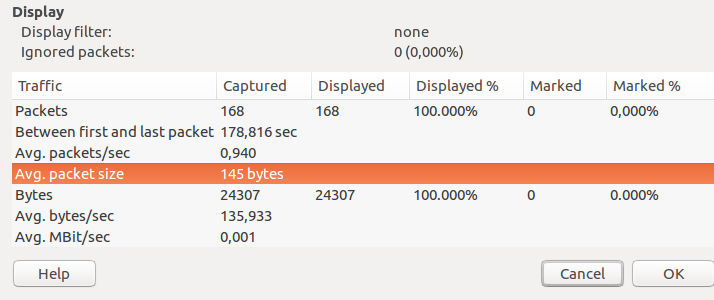 Display
Display filter: none
Ignored packets: 0 (0,000%)
Traffic Captured Displayed Displayed % Marked Marked %
Packets 168 168 100.000% 0 0,000%
Between first and last packet 178,816 sec
Avg. packets/sec 0,940
Avg. packet size 145 bytes
Bytes 24307 24307 100.000% 0 0.000%
Avg. bytes/sec 135,933
Avg. MBit/sec 0,001
Help Cancel OK